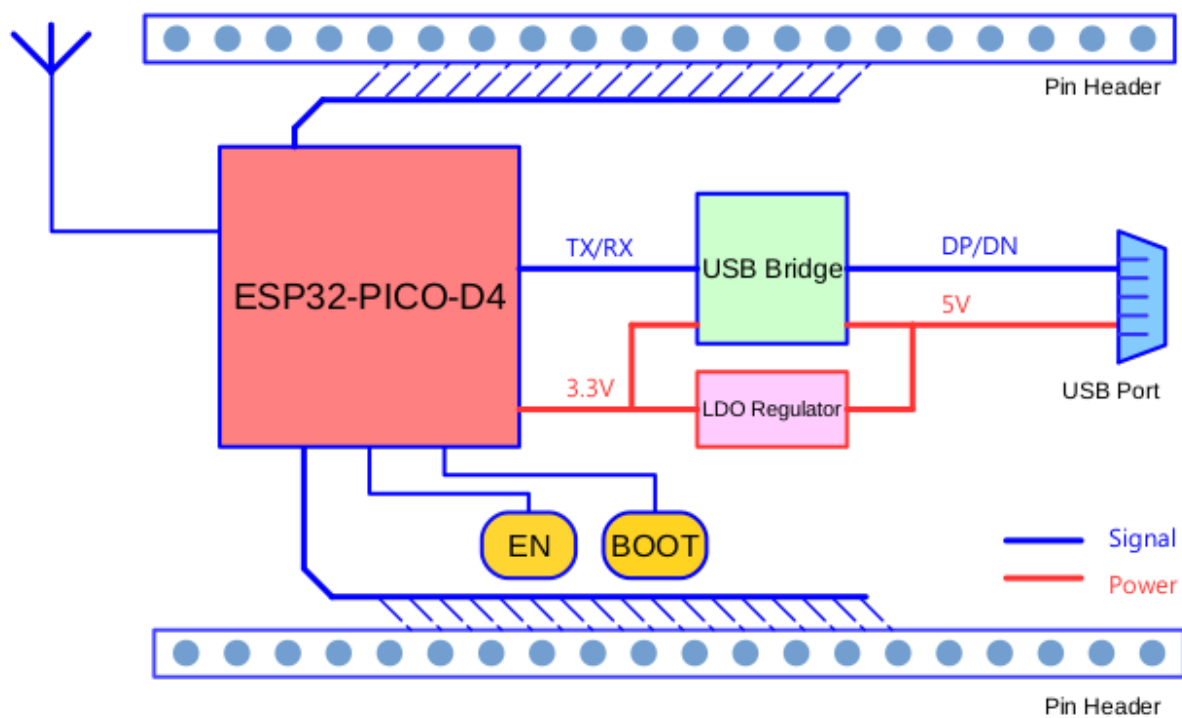 Pin Header
TX/RX
USB Bridge
DP/DN
ESP32-PICO-D4
5V
3.3V
LDO Regulator
USB Port
EN
BOOT
Signal
Power
Pin Header